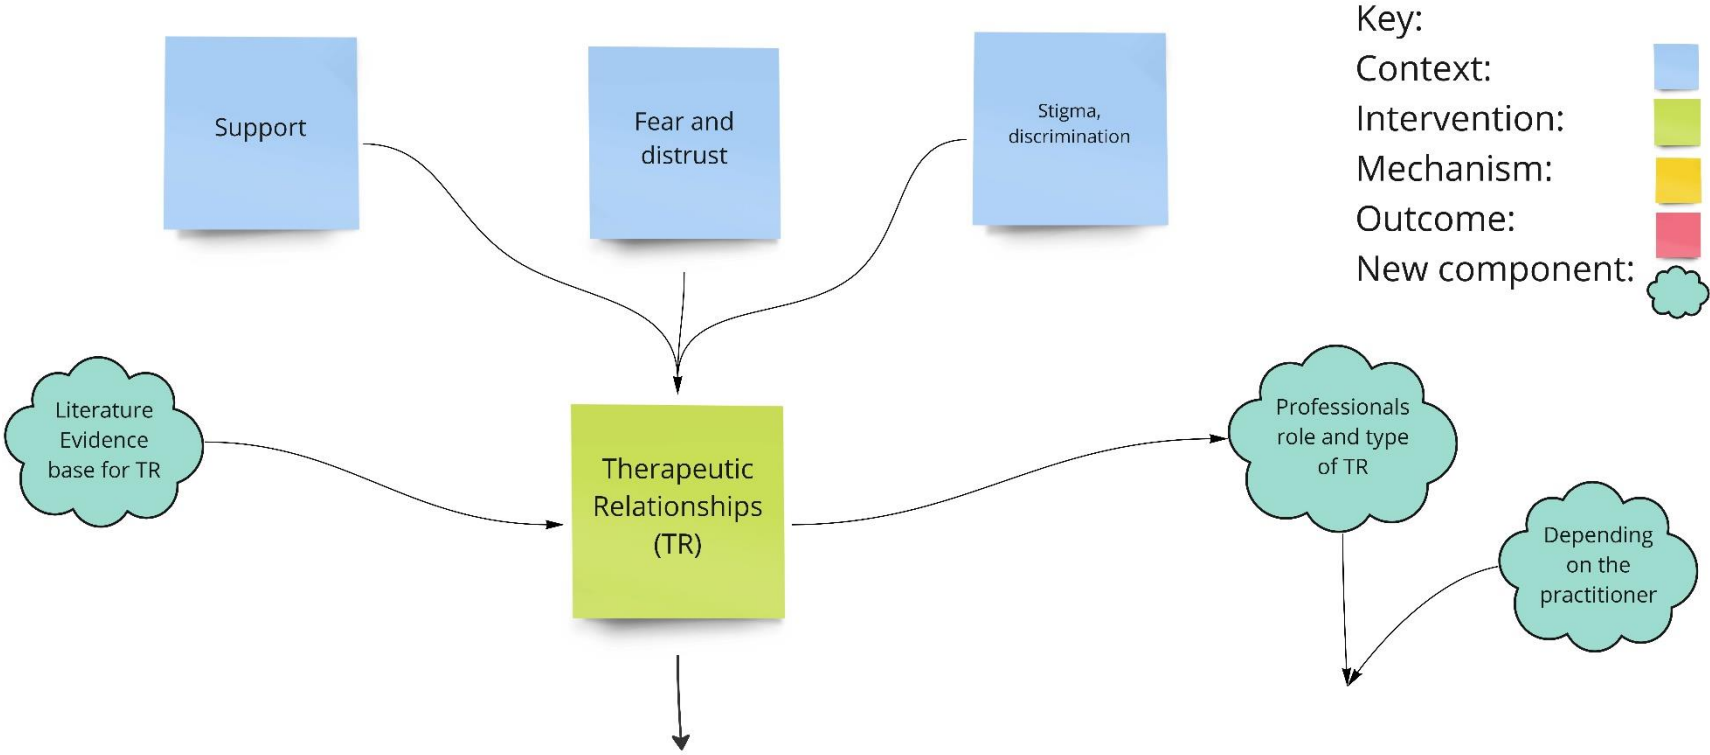 Key:
Context:
Intervention:
Mechanism:
Outcome:
New component:
Support
Fear and
distrust
Stigma,
discrimination
Literature
Evidence
base for TR
Therapeutic
Relationships
(TR)
Professionals
role and type
of TR
Depending
on the
practitioner